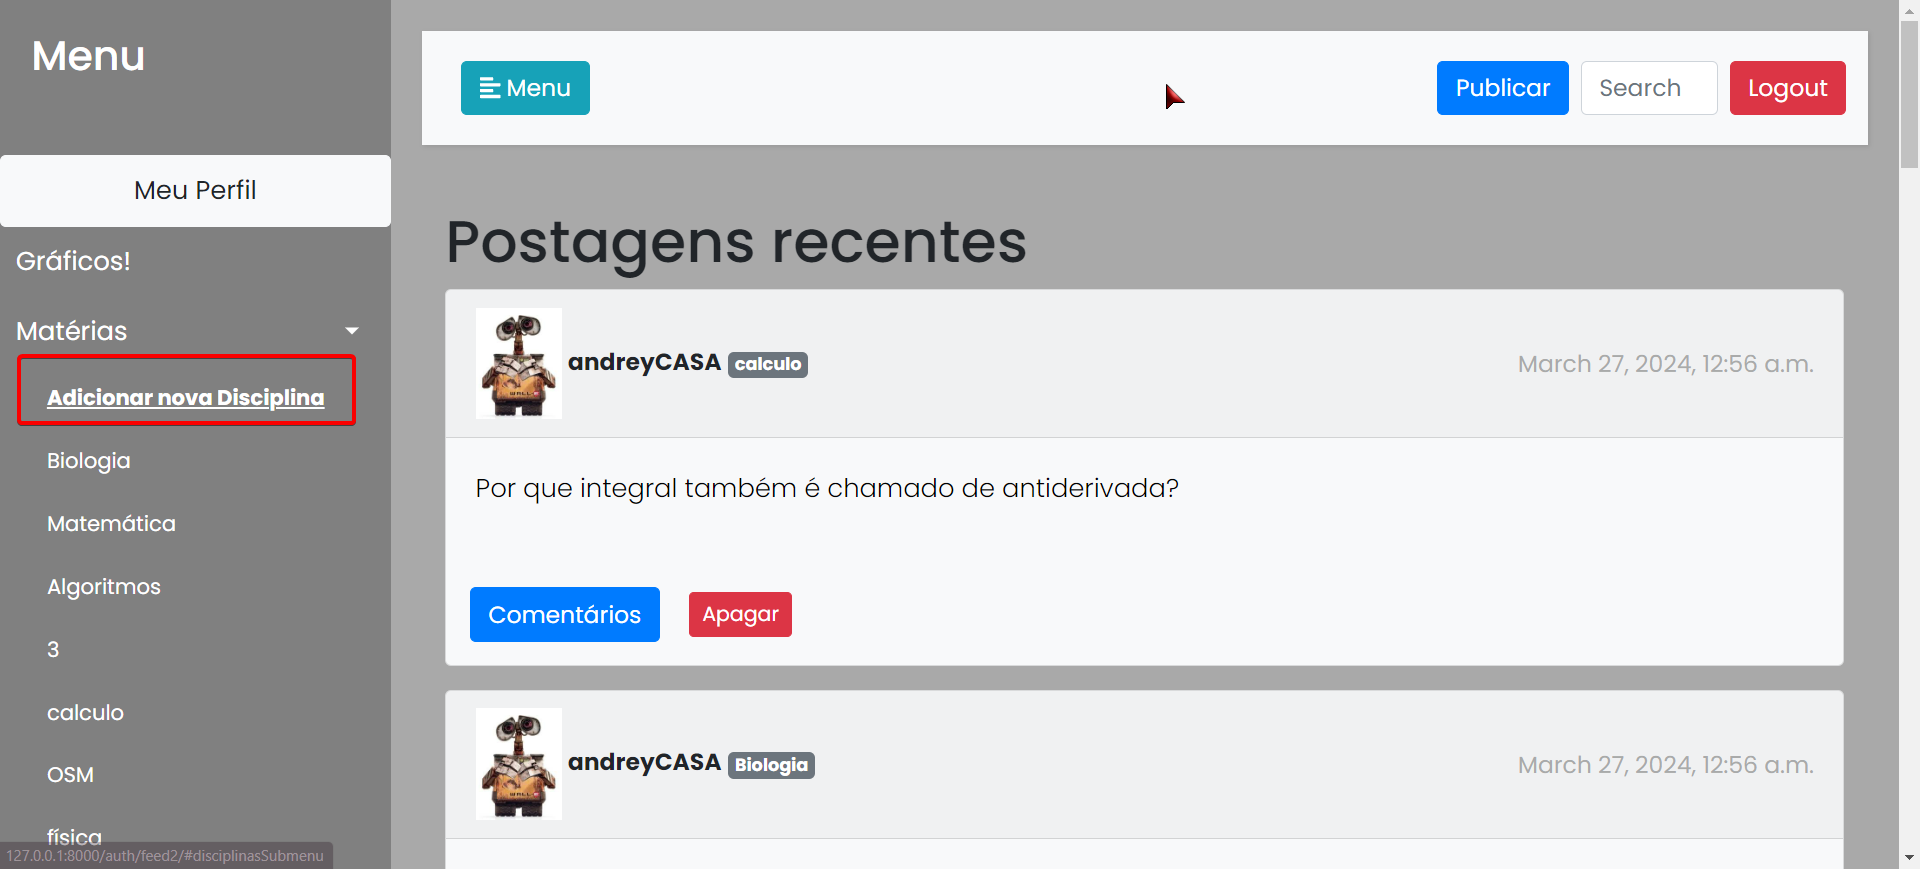 Menu
Meu Perfil
Gráficos!
Matérias
Adicionar nova Disciplina
Biologia
Matemática
Algoritmos
3
calculo
OSM
física
127.0.0.1:8000/auth/feed2/#disciplinasSubmenu
Menu
Publicar
Search
Logout
Postagens recentes
andreyCASA calculo
March 27, 2024, 12:56 a.m.
Por que integral também é chamado de antiderivada?
Comentários
Apagar
andreyCASA Biologia
March 27, 2024, 12:56 a.m.